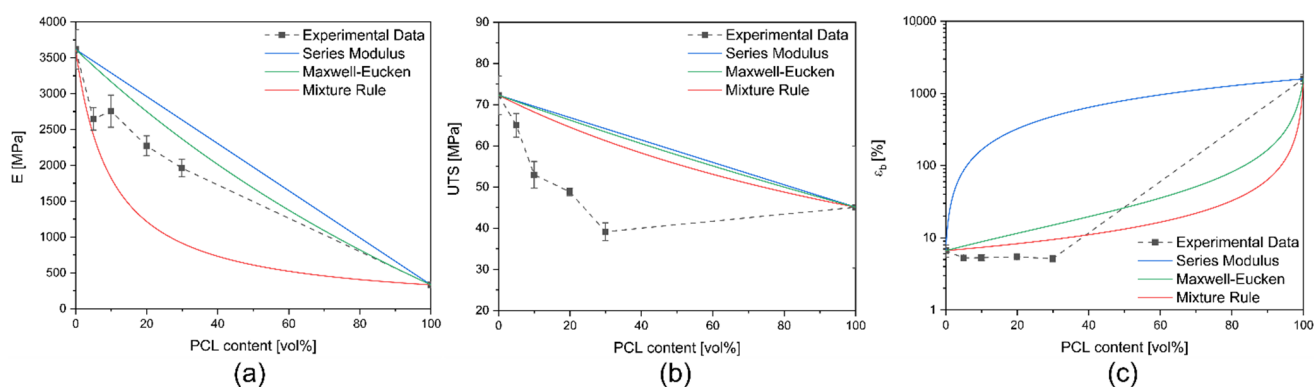 Experimental Data
Series Modulus
Maxwell-Eucken
Mixture Rule
E [MPa]
4000
3500
3000
2500
2000
1500
1000
500
0
0 20 40 60 80 100
PCL content [vol%]
(a)
Experimental Data
Series Modulus
Maxwell-Eucken
Mixture Rule
UTS [MPa]
90
80
70
60
50
40
30
20
0 20 40 60 80 100
PCL content [vol%]
(b)
εb [%]
10000
1000
100
10
1
Experimental Data
Series Modulus
Maxwell-Eucken
Mixture Rule
0 20 40 60 80 100
PCL content [vol%]
(c)